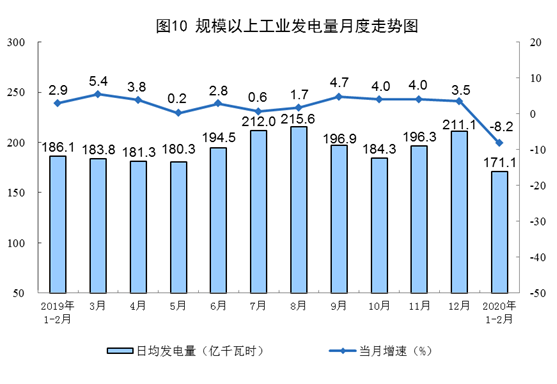 图10 规模以上工业发电量月度走势图
300 20
2.9 5.4 3.8 0.2 2.8 0.6 1.7 4.7 4.0 4.0 3.5 -8.2
250 10
200 0
186.1 183.8 181.3 180.3 194.5 212.0 215.6 196.9 184.3 196.3 211.1 171.1
150 -10
100 -20
-30
-40
50 -50
2019年 3月 4月 5月 6月 7月 8月 9月 10月 11月 12月 2020年
1-2月 1-2月
日均发电量（亿千瓦时） 当月增速（%）